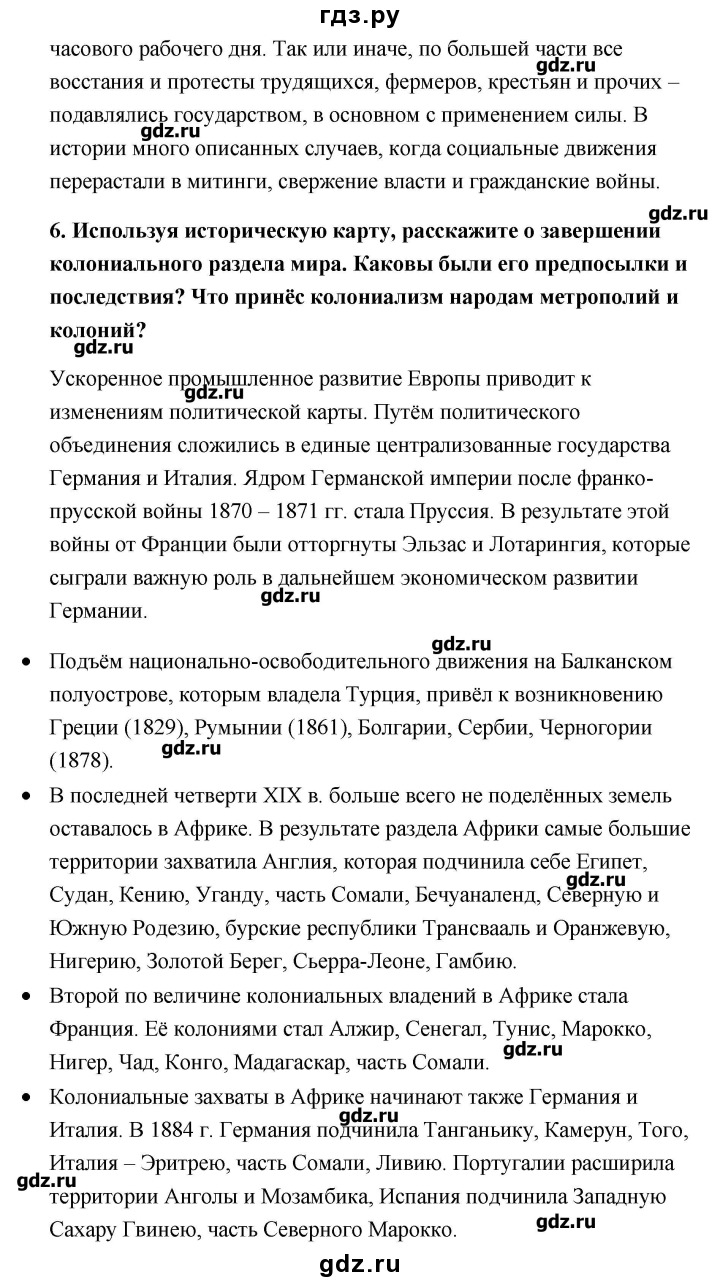 гдз.ру
часового рабочего дня. Так или иначе, по большей части все
gdz.ru
восстания и протесты трудящихся, фермеров, крестьян и прочих –
подавлялись государством, в основном с применением силы. В
gdz.ru
истории много описанных случаев, когда социальные движения
перерастали в митинги, свержение власти и гражданские войны.
gdz.ru
6. Используя историческую карту, расскажите о завершении
колониального раздела мира. Каковы были его предпосылки и
последствия? Что принёс колониализм народам метрополий и
колоний?
gdz.ru
Ускоренное промышленное развитие Европы приводит к
gdz.ru
изменениям политической карты. Путём политического
объединения сложились в единые централизованные государства
Германия и Италия. Ядром Германской империи после франко-
прусской войны 1870 – 1871 гг. стала Пруссия. В результате этой
войны от Франции были отторгнуты Эльзас и Лотарингия, которые
сыграли важную роль в дальнейшем экономическом развитии
gdz.ru
Германии.
gdz.ru
• Подъём национально-освободительного движения на Балканском
полуострове, которым владела Турция, привёл к возникновению
Греции (1829), Румынии (1861), Болгарии, Сербии, Черногории
gdz.ru
(1878).
• В последней четверти XIX в. больше всего не поделённых земель
оставалось в Африке. В результате раздела Африки самые большие
территории захватила Англия, которая подчинила себе Египет,
gdz.ru
Судан, Кению, Уганду, часть Сомали, Бечуаналенд, Северную и
Южную Родезию, бурские республики Трансвааль и Оранжевую,
Нигерию, Золотой Берег, Сьерра-Леоне, Гамбию.
• Второй по величине колониальных владений в Африке стала
Франция. Её колониями стал Алжир, Сенегал, Тунис, Марокко,
gdz.ru
Нигер, Чад, Конго, Мадагаскар, часть Сомали.
• Колониальные захваты в Африке начинают также Германия и
gdz.ru
Италия. В 1884 г. Германия подчинила Танганьику, Камерун, Того,
Италия – Эритрею, часть Сомали, Ливию. Португалии расширила
gdz.ru
территории Анголы и Мозамбика, Испания подчинила Западную
Сахару Гвинею, часть Северного Марокко.
gdz.ru
gdz.ru